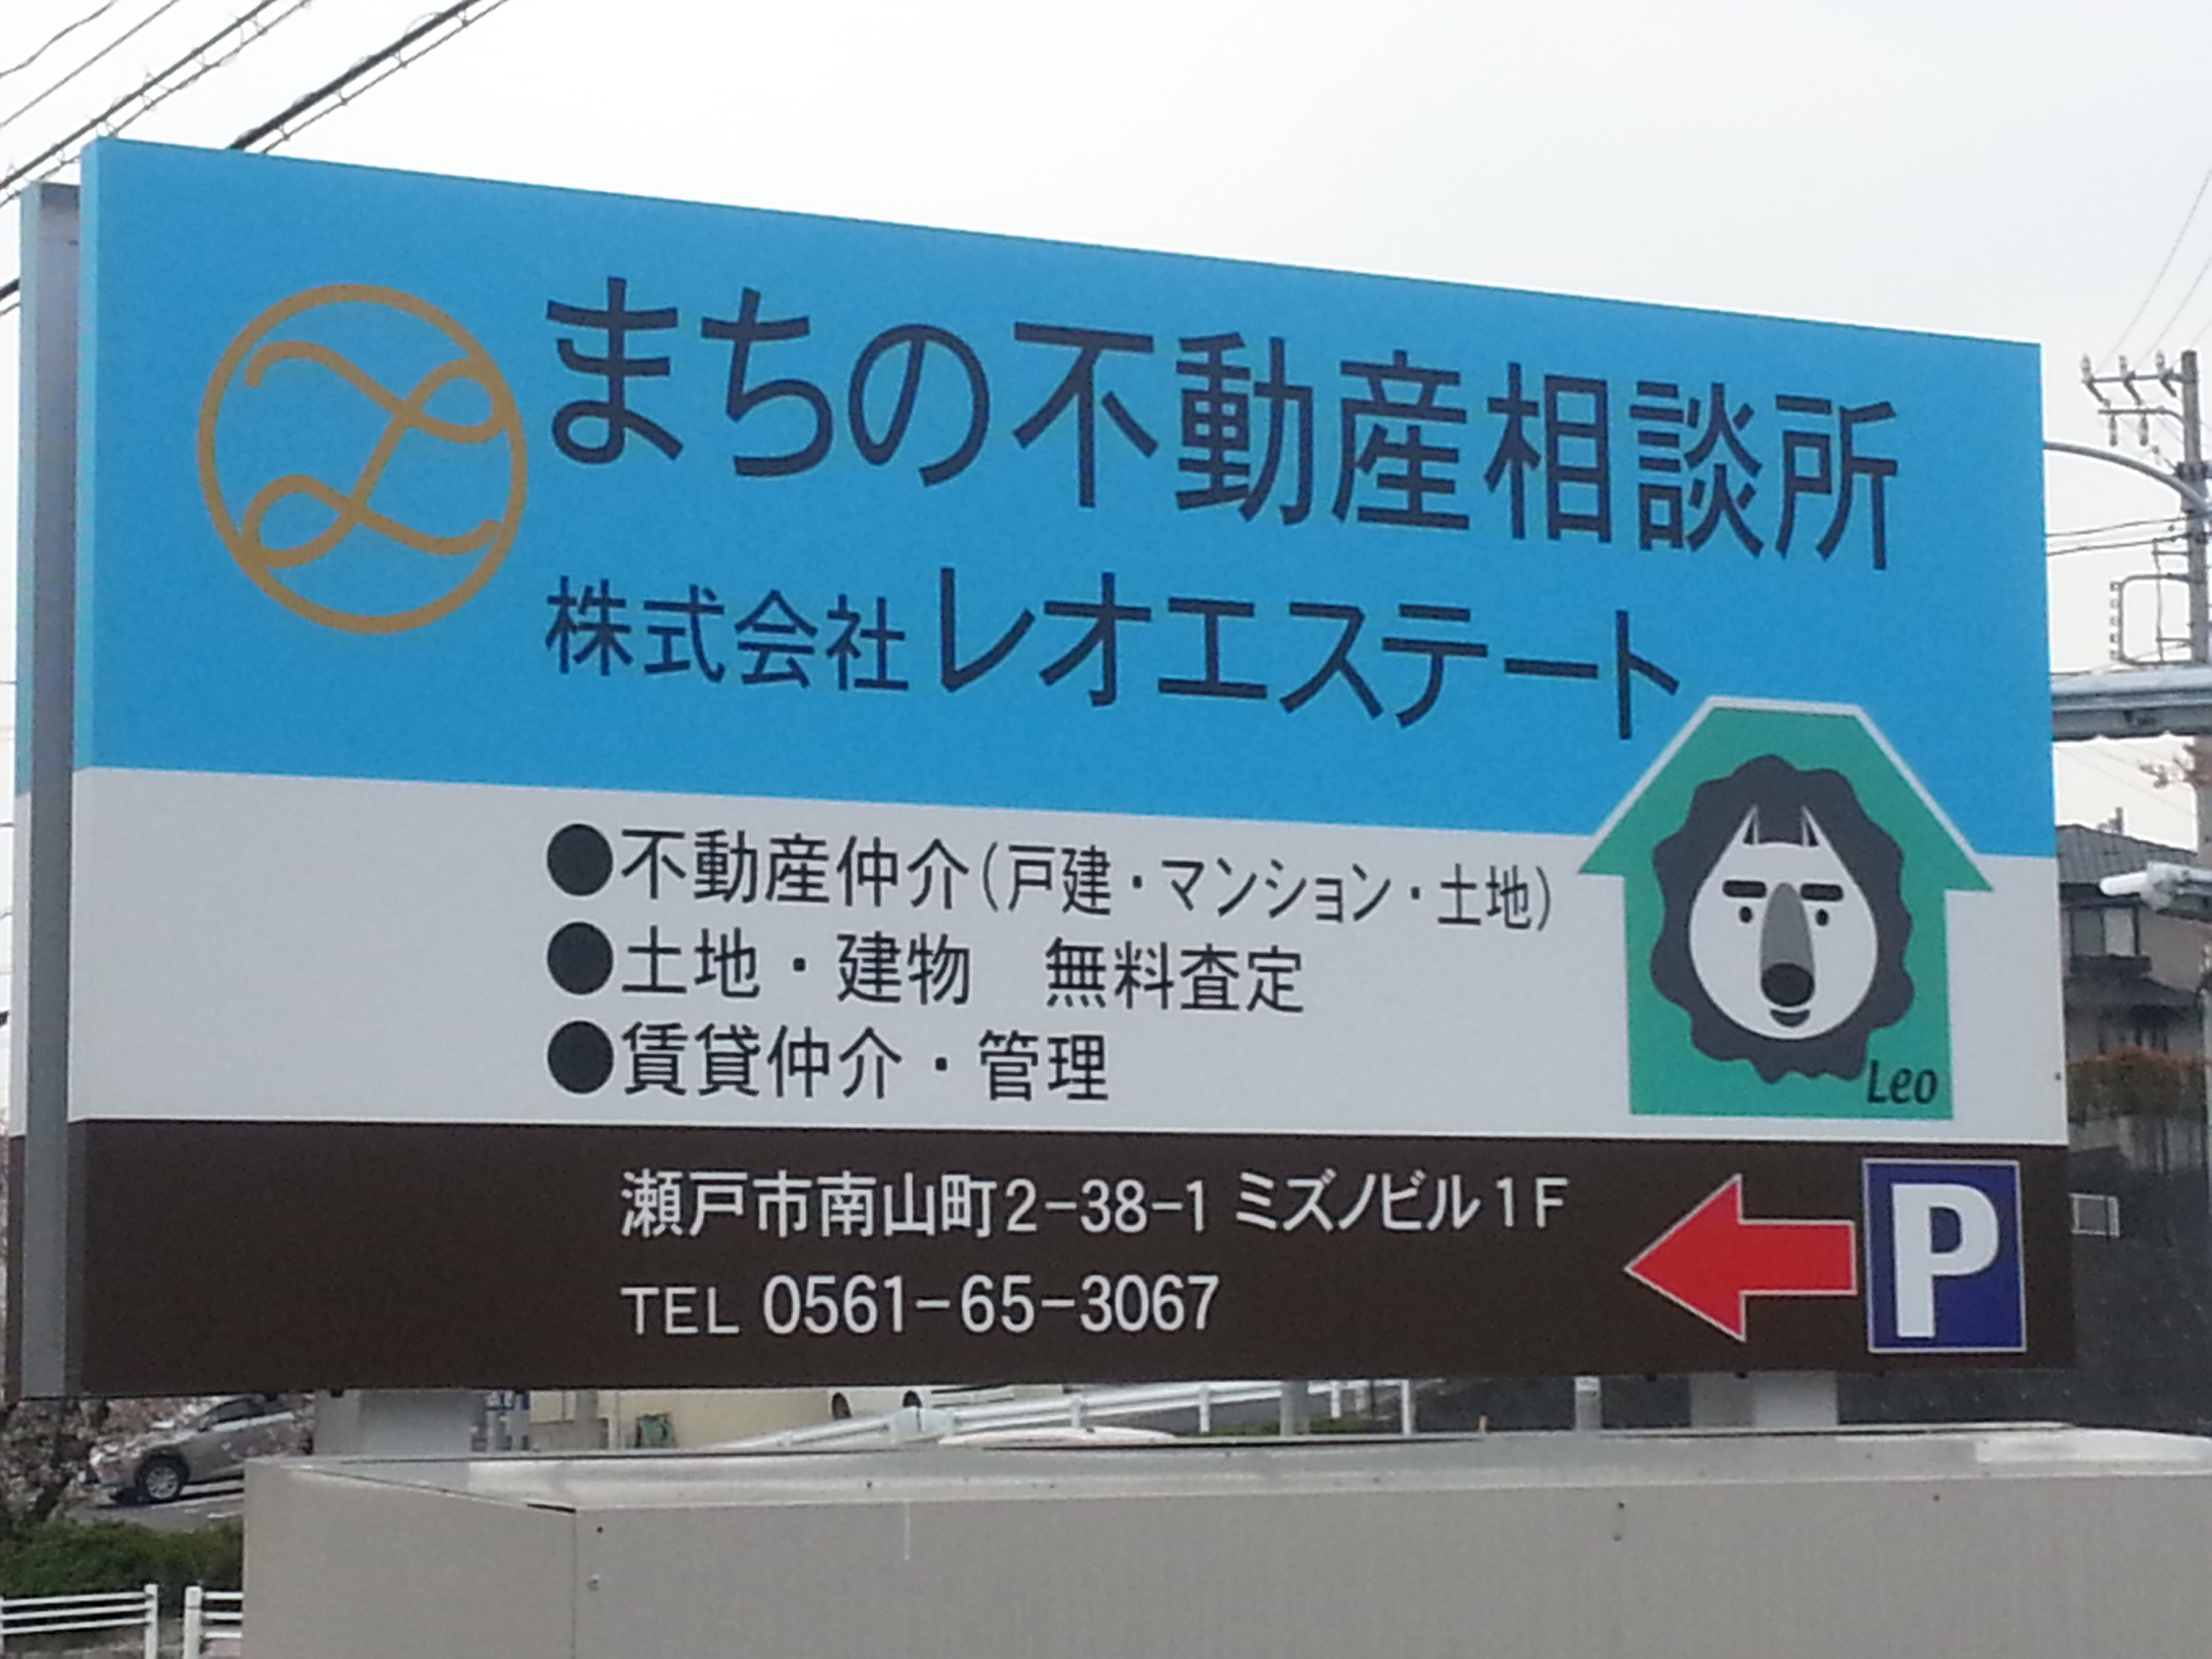 まちの不動産相談所
株式会社レオエステート
●不動産仲介(戸建・マンション・土地)
●土地・建物　無料査定
●賃貸仲介・管理
Leo
瀬戸市南山町2-38-1 ミズノビル1F
TEL 0561-65-3067
P